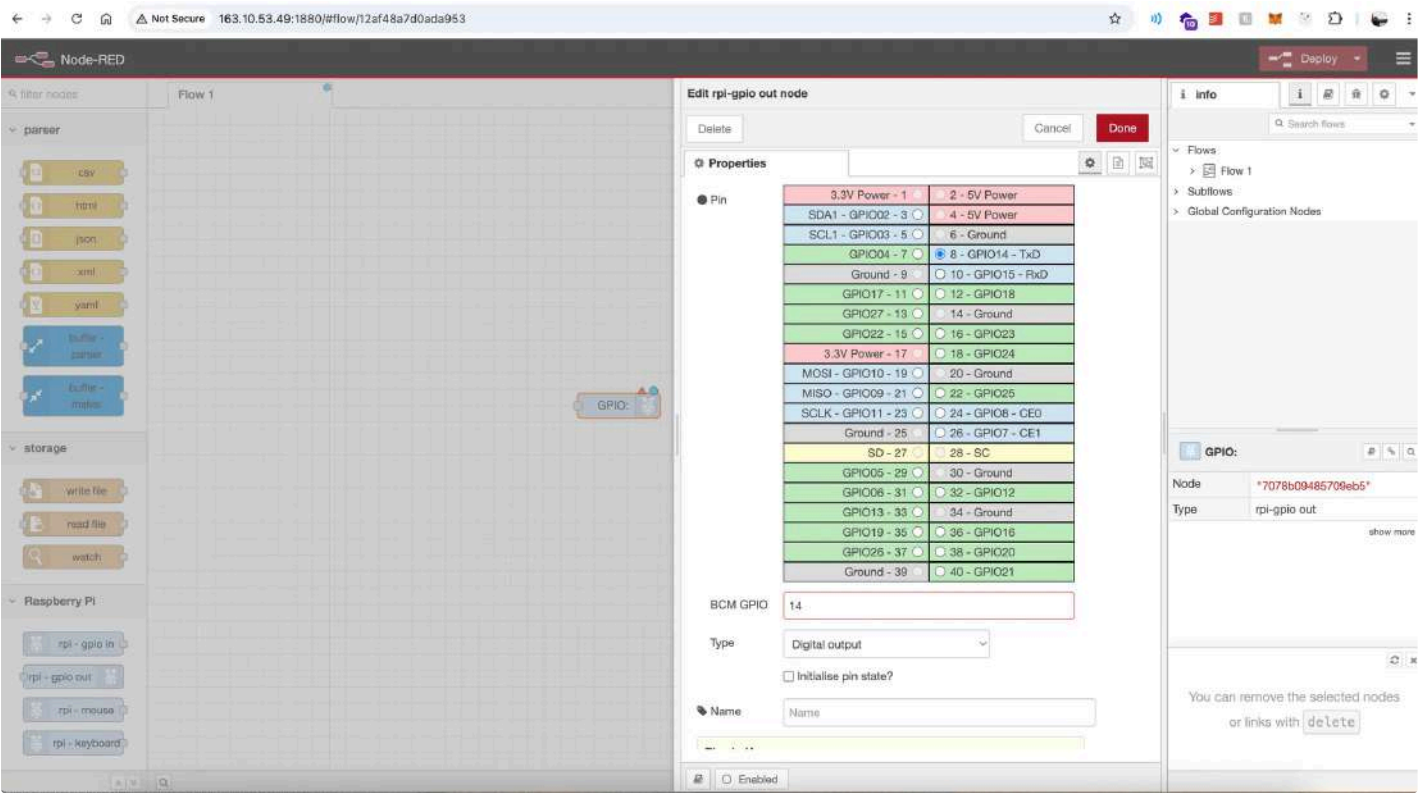 Not Secure 163.10.53.49:1880/#flow/12af48a7d0ada953
10
Node-RED
Deploy
filter nodes
Flow 1
parser
csv
html
json
xml
yaml
buffer -
parser
buffer -
maker
storage
write file
read file
watch
Raspberry Pi
rpi - gpio in
rpi - gpio out
rpi - mouse
rpi - keyboard
GPIO:
Edit rpi-gpio out node
Delete
Cancel
Done
Properties
Pin
3.3V Power - 1 2 - 5V Power
SDA1 - GPIO02 - 3 4 - 5V Power
SCL1 - GPIO03 - 5 6 - Ground
GPIO04 - 7 8 - GPIO14 - TxD
Ground - 9 10 - GPIO15 - RxD
GPIO17 - 11 12 - GPIO18
GPIO27 - 13 14 - Ground
GPIO22 - 15 16 - GPIO23
3.3V Power - 17 18 - GPIO24
MOSI - GPIO10 - 19 20 - Ground
MISO - GPIO09 - 21 22 - GPIO25
SCLK - GPIO11 - 23 24 - GPIO8 - CE0
Ground - 25 26 - GPIO7 - CE1
SD - 27 28 - SC
GPIO05 - 29 30 - Ground
GPIO06 - 31 32 - GPIO12
GPIO13 - 33 34 - Ground
GPIO19 - 35 36 - GPIO16
GPIO26 - 37 38 - GPIO20
Ground - 39 40 - GPIO21
BCM GPIO 14
Type Digital output
Initialise pin state?
Name Name
Enabled
i info
i
Search flows
Flows
Flow 1
Subflows
Global Configuration Nodes
GPIO:
Node "7078b09485709eb5"
Type rpi-gpio out
show more
You can remove the selected nodes
or links with delete